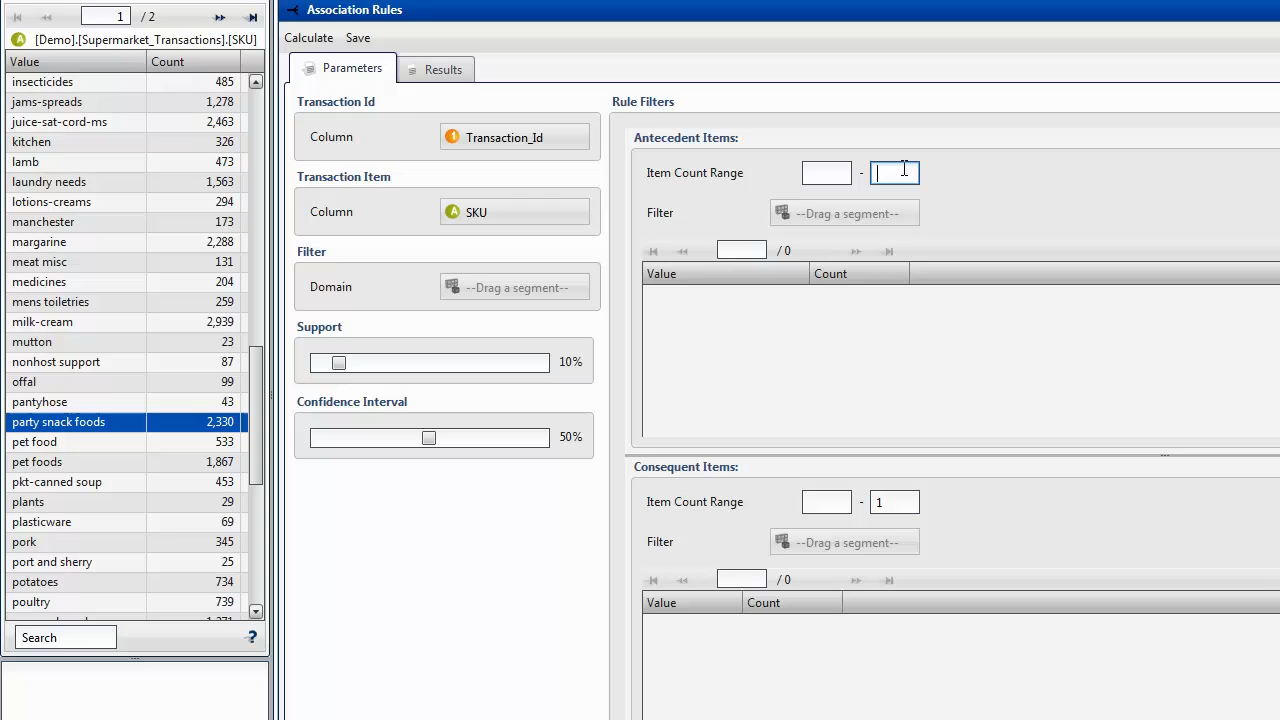 1 / 2
[Demo].[Supermarket_Transactions].[SKU]
Value Count
insecticides 485
jams-spreads 1,278
juice-sat-cord-ms 2,463
kitchen 326
lamb 473
laundry needs 1,563
lotions-creams 294
manchester 173
margarine 2,288
meat misc 131
medicines 204
mens toiletries 259
milk-cream 2,939
mutton 23
nonhost support 87
offal 99
pantyhose 43
party snack foods 2,330
pet food 533
pet foods 1,867
pkt-canned soup 453
plants 29
plasticware 69
pork 345
port and sherry 25
potatoes 734
poultry 739
Search ?
Association Rules
Calculate Save
Parameters Results
Transaction Id
Column Transaction_Id
Transaction Item
Column A SKU
Filter
Domain --Drag a segment--
Support
10%
Confidence Interval
50%
Rule Filters
Antecedent Items:
Item Count Range -
Filter --Drag a segment--
/ 0
Value Count
Consequent Items:
Item Count Range - 1
Filter --Drag a segment--
/ 0
Value Count